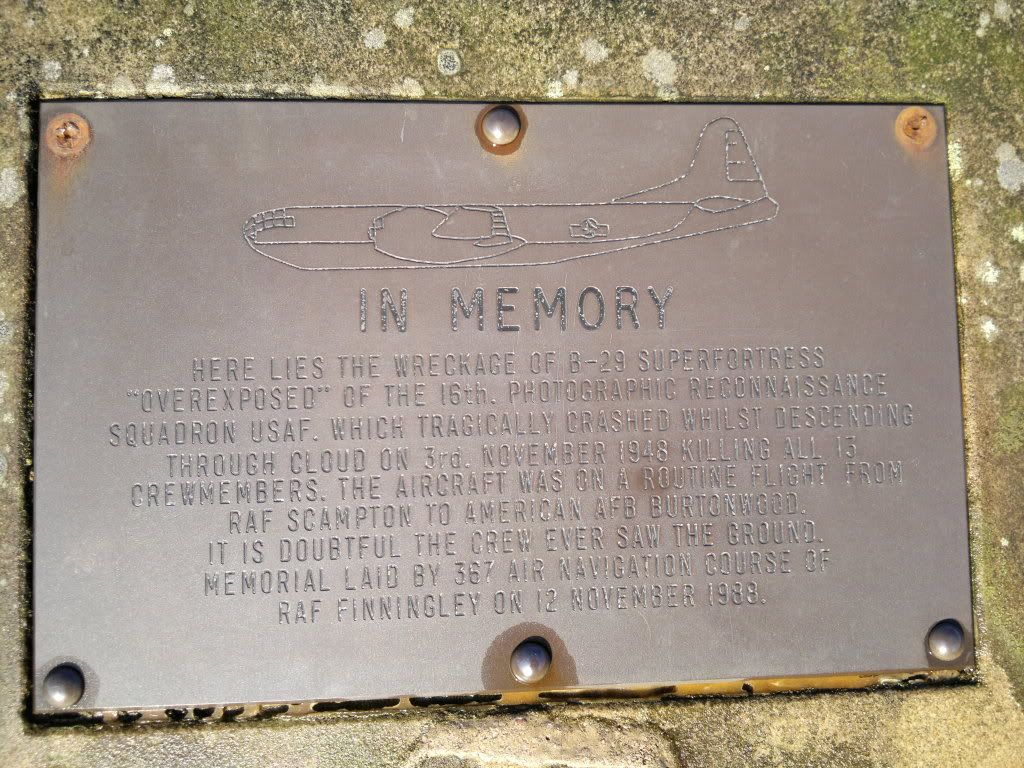 IN MEMORY
HERE LIES THE WRECKAGE OF B-29 SUPERFORTRESS
"OVEREXPOSED" OF THE 16th. PHOTOGRAPHIC RECONNAISSANCE
SQUADRON USAF. WHICH TRAGICALLY CRASHED WHILST DESCENDING
THROUGH CLOUD ON 3rd. NOVEMBER 1948 KILLING ALL 13
CREWMEMBERS. THE AIRCRAFT WAS ON A ROUTINE FLIGHT FROM
RAF SCAMPTON TO AMERICAN AFB BURTONWOOD.
IT IS DOUBTFUL THE CREW EVER SAW THE GROUND.
MEMORIAL LAID BY 367 AIR NAVIGATION COURSE OF
RAF FINNINGLEY ON 12 NOVEMBER 1988.